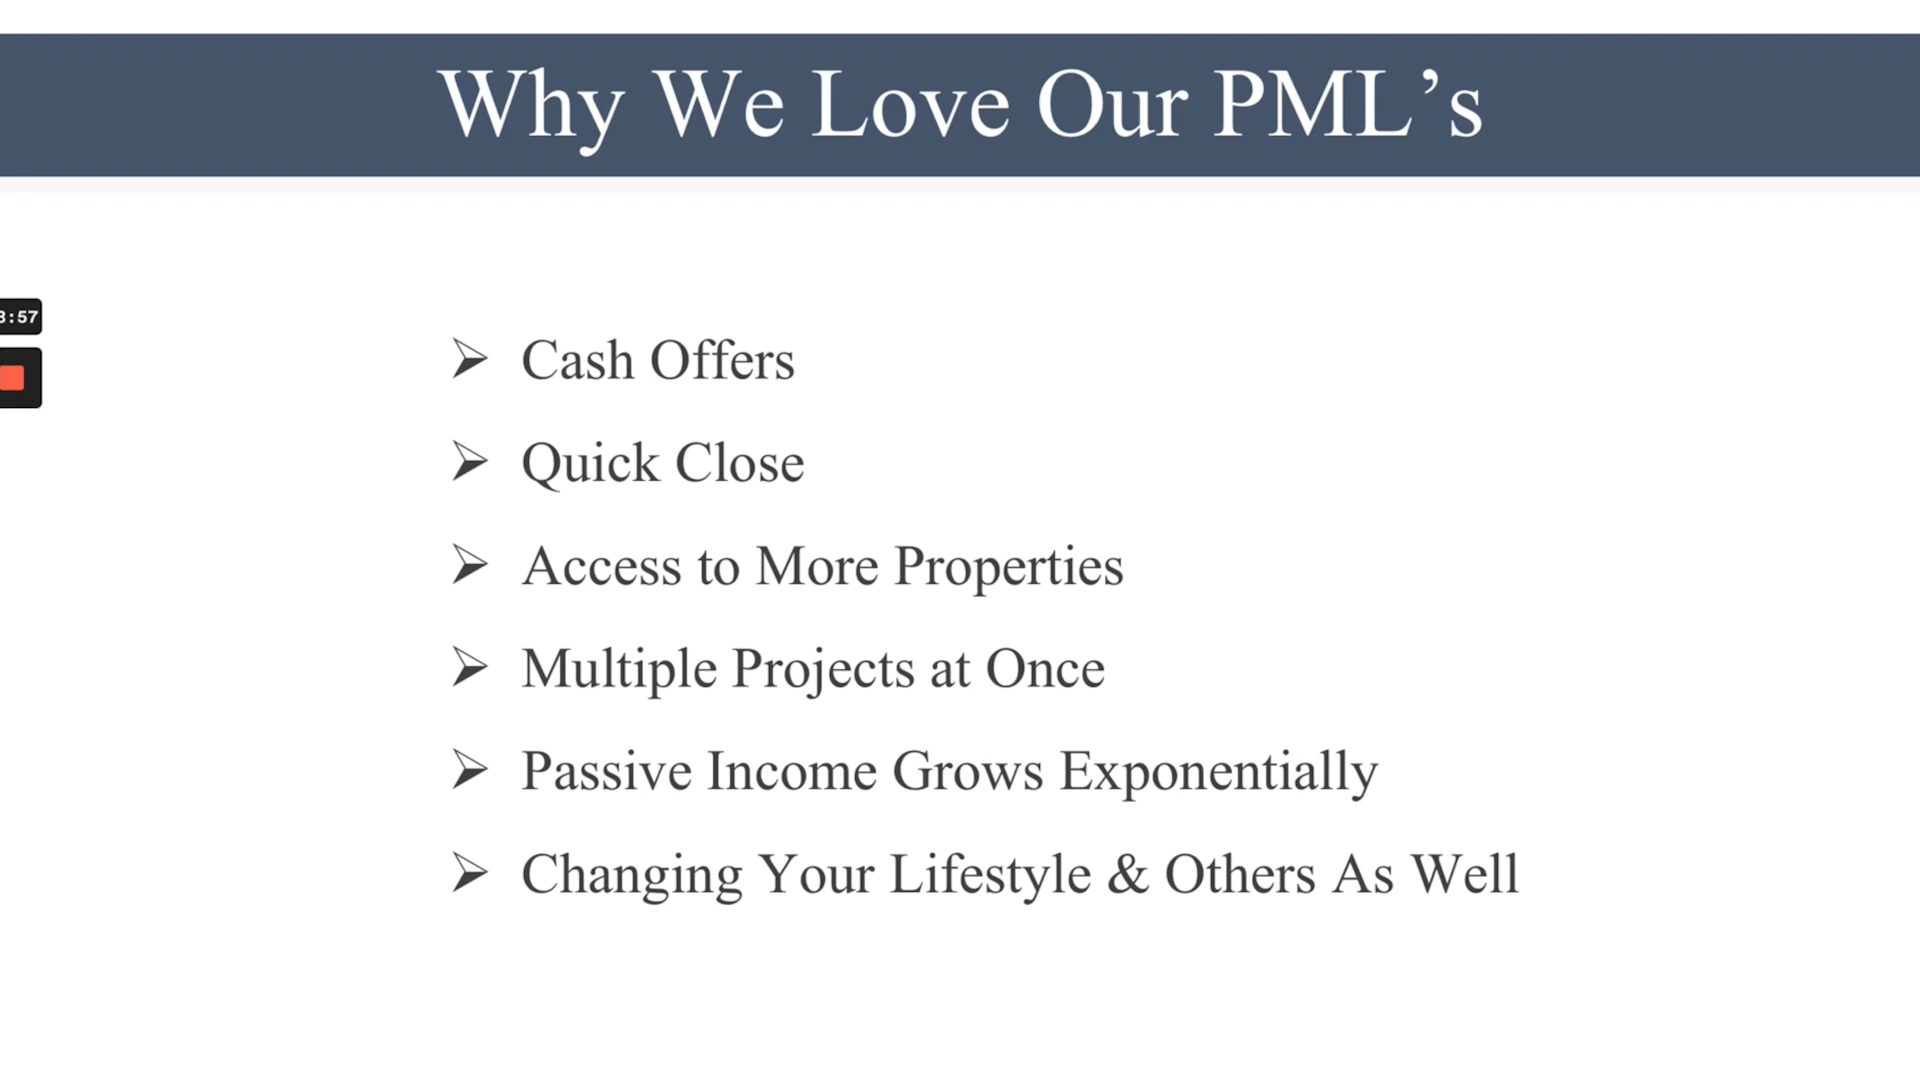 Why We Love Our PML’s
:57
Cash Offers
Quick Close
Access to More Properties
Multiple Projects at Once
Passive Income Grows Exponentially
Changing Your Lifestyle & Others As Well